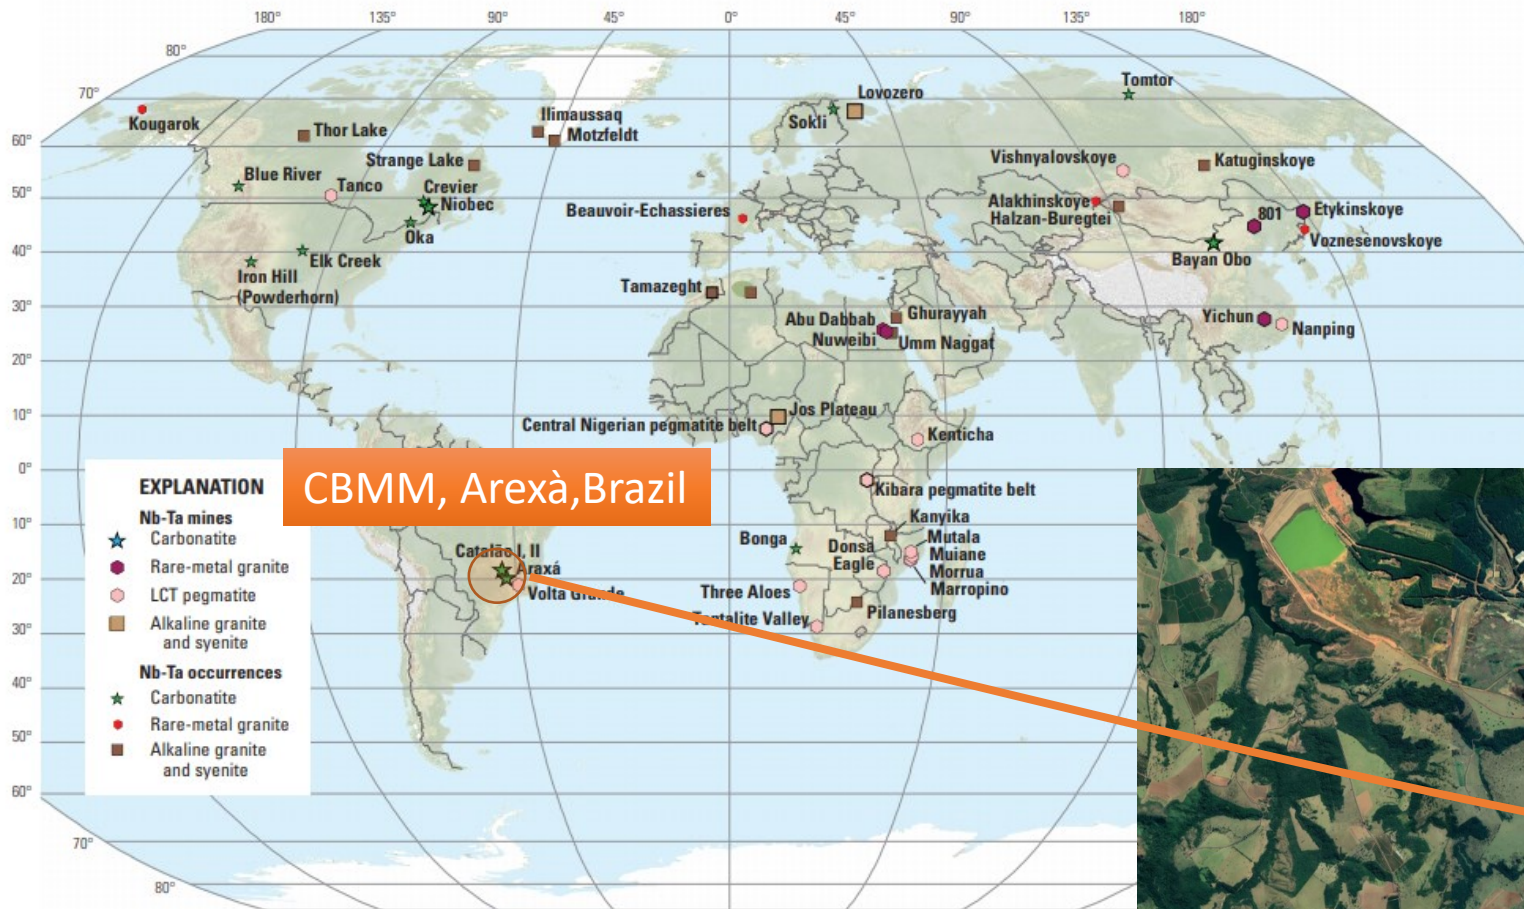 180°
135°
90°
45°
0°
45°
90°
135°
180°
80°
70°
60°
50°
40°
30°
20°
10°
0°
10°
20°
30°
40°
50°
60°
70°
80°
Kougarok
Thor Lake
Ilimaussaq
Motzfeldt
Strange Lake
Blue River
Tanco
Crevier
Niobec
Oka
Elk Creek
Iron Hill
(Powderhorn)
Lovozero
Sokli
Tomtor
Vishnyalovskoye
Katuginskoye
Alakhinskoye
Halzan-Buregtei
801
Etykinskoye
Voznesenovskoye
Bayan Obo
Beauvoir-Echassieres
Tamazeght
Abu Dabbab
Nuweibi
Ghurayyah
Umm Naggat
Yichun
Nanping
Jos Plateau
Central Nigerian pegmatite belt
Kenticha
Kibara pegmatite belt
Kanyika
Bonga
Donsa
Eagle
Mutala
Muiane
Morrua
Marropino
Three Aloes
Pilanesberg
Tantalite Valley
CBMM, Arexà,Brazil
Catalão I, II
Araxá
Volta Grande
EXPLANATION
Nb-Ta mines
Carbonatite
Rare-metal granite
LCT pegmatite
Alkaline granite
and syenite
Nb-Ta occurrences
Carbonatite
Rare-metal granite
Alkaline granite
and syenite